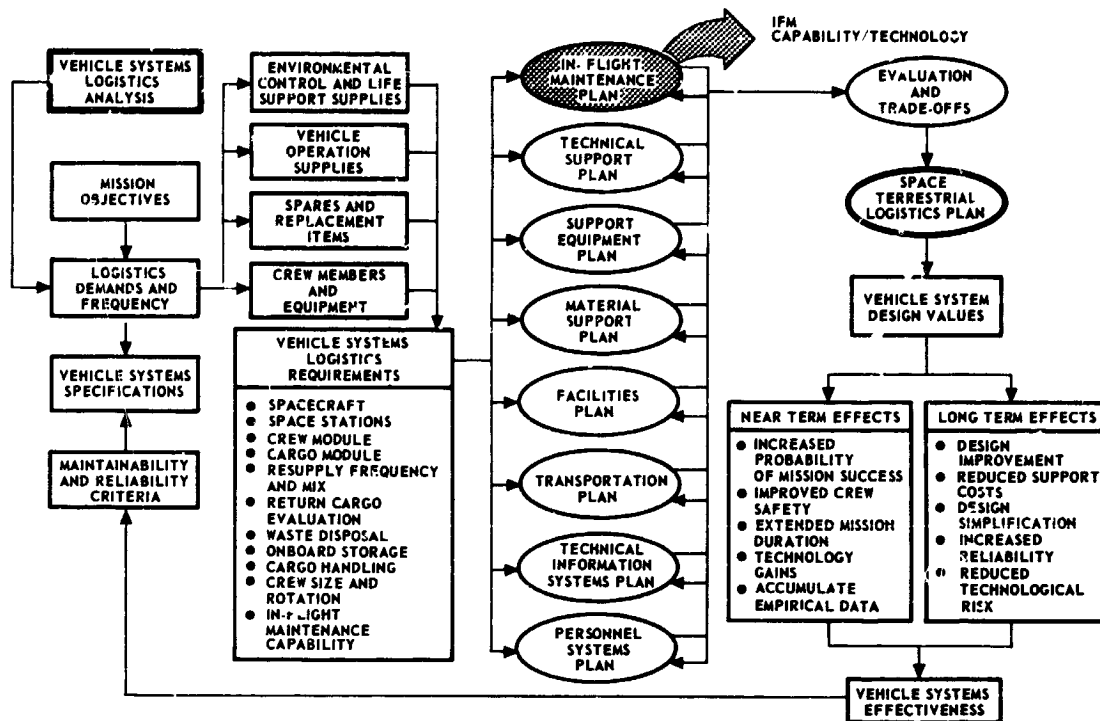 IFM
CAPABILITY/TECHNOLOGY
VEHICLE SYSTEMS
LOGISTICS
ANALYSIS
MISSION
OBJECTIVES
LOGISTICS
DEMANDS AND
FREQUENCY
VEHICLE SYSTEMS
SPECIFICATIONS
MAINTAINABILITY
AND RELIABILITY
CRITERIA
ENVIRONMENTAL
CONTROL AND LIFE
SUPPORT SUPPLIES
VEHICLE
OPERATION
SUPPLIES
SPARES AND
REPLACEMENT
ITEMS
CREW MEMBERS
AND
EQUIPMENT
VEHICLE SYSTEMS
LOGISTICS
REQUIREMENTS
● SPACECRAFT
● SPACE STATIONS
● CREW MODULE
● CARGO MODULE
● RESUPPLY FREQUENCY
AND MIX
● RETURN CARGO
EVALUATION
● WASTE DISPOSAL
● ONBOARD STORAGE
● CARGO HANDLING
● CREW SIZE AND
ROTATION
● IN-FLIGHT
MAINTENANCE
CAPABILITY
IN-FLIGHT
MAINTENANCE
PLAN
TECHNICAL
SUPPORT
PLAN
SUPPORT
EQUIPMENT
PLAN
MATERIAL
SUPPORT
PLAN
FACILITIES
PLAN
TRANSPORTATION
PLAN
TECHNICAL
INFORMATION
SYSTEMS PLAN
PERSONNEL
SYSTEMS
PLAN
EVALUATION
AND
TRADE-OFFS
SPACE
TERRESTRIAL
LOGISTICS PLAN
VEHICLE SYSTEM
DESIGN VALUES
NEAR TERM EFFECTS
● INCREASED
PROBABILITY
OF MISSION SUCCESS
● IMPROVED CREW
SAFETY
● EXTENDED MISSION
DURATION
● TECHNOLOGY
GAINS
● ACCUMULATE
EMPIRICAL DATA
LONG TERM EFFECTS
● DESIGN
IMPROVEMENT
● REDUCED SUPPORT
COSTS
● DESIGN
SIMPLIFICATION
● INCREASED
RELIABILITY
● REDUCED
TECHNOLOGICAL
RISK
VEHICLE SYSTEMS
EFFECTIVENESS